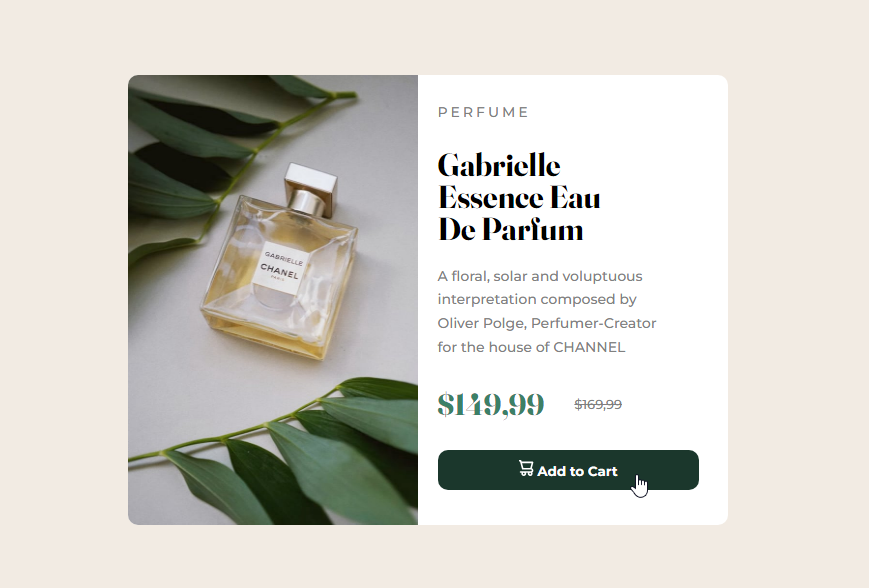 GABRIELLE
CHANEL
PARIS
PERFUME
Gabrielle
Essence Eau
De Parfum
A floral, solar and voluptuous
interpretation composed by
Oliver Polge, Perfumer-Creator
for the house of CHANNEL
$149,99 $169,99
Add to Cart